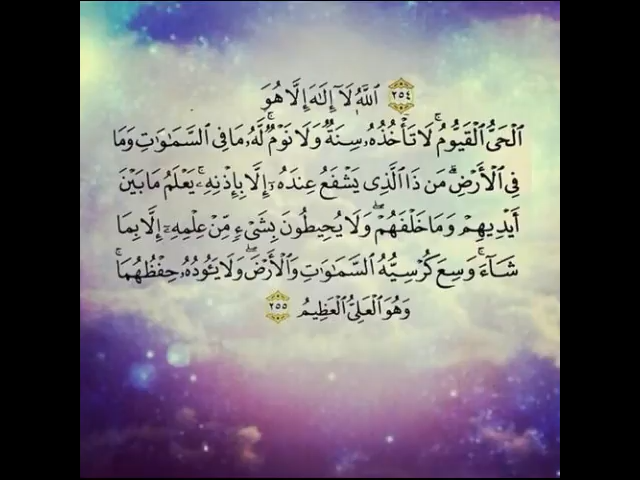 ۝٢٥٤ ٱللَّهُ لَآ إِلَٰهَ إِلَّا هُوَ
ٱلْحَىُّ ٱلْقَيُّومُ ۚ لَا تَأْخُذُهُۥ سِنَةٌ وَلَا نَوْمٌ ۚ لَّهُۥ مَا فِى ٱلسَّمَٰوَٰتِ وَمَا
فِى ٱلْأَرْضِ ۗ مَن ذَا ٱلَّذِى يَشْفَعُ عِندَهُۥٓ إِلَّا بِإِذْنِهِۦ ۚ يَعْلَمُ مَا بَيْنَ
أَيْدِيهِمْ وَمَا خَلْفَهُمْ ۖ وَلَا يُحِيطُونَ بِشَىْءٍ مِّنْ عِلْمِهِۦٓ إِلَّا بِمَا
شَآءَ ۚ وَسِعَ كُرْسِيُّهُ ٱلسَّمَٰوَٰتِ وَٱلْأَرْضَ ۖ وَلَا يَـُٔودُهُۥ حِفْظُهُمَا ۚ
وَهُوَ ٱلْعَلِىُّ ٱلْعَظِيمُ ۝٢٥٥